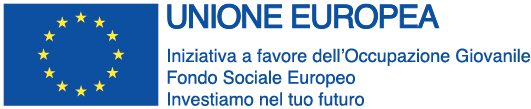 UNIONE EUROPEA
Iniziativa a favore dell'Occupazione Giovanile
Fondo Sociale Europeo
Investiamo nel tuo futuro